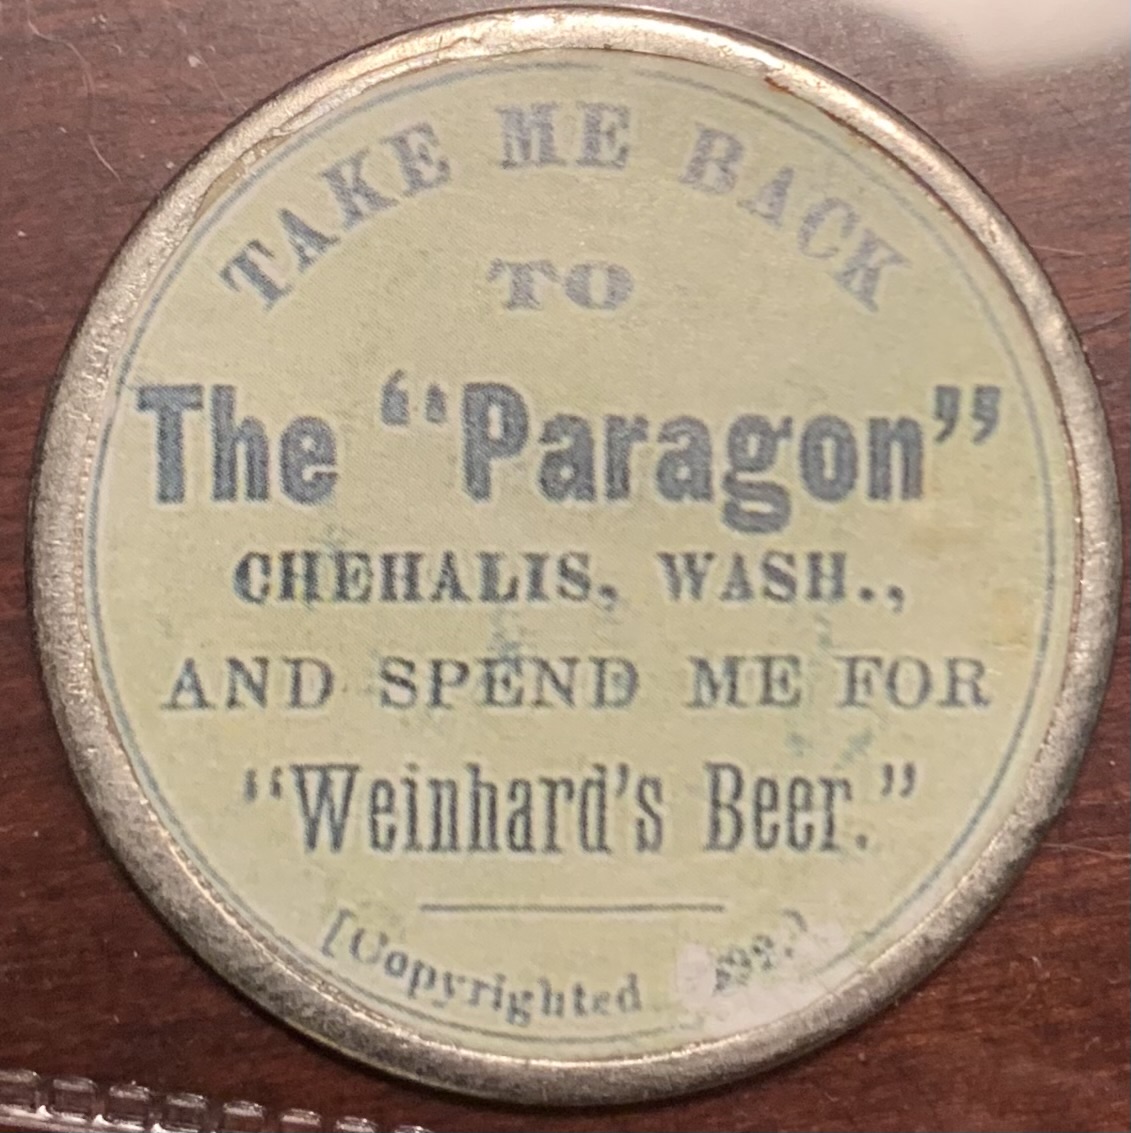 TAKE ME BACK
TO
The "Paragon"
CHEHALIS, WASH.,
AND SPEND ME FOR
"Weinhard's Beer."
[Copyrighted